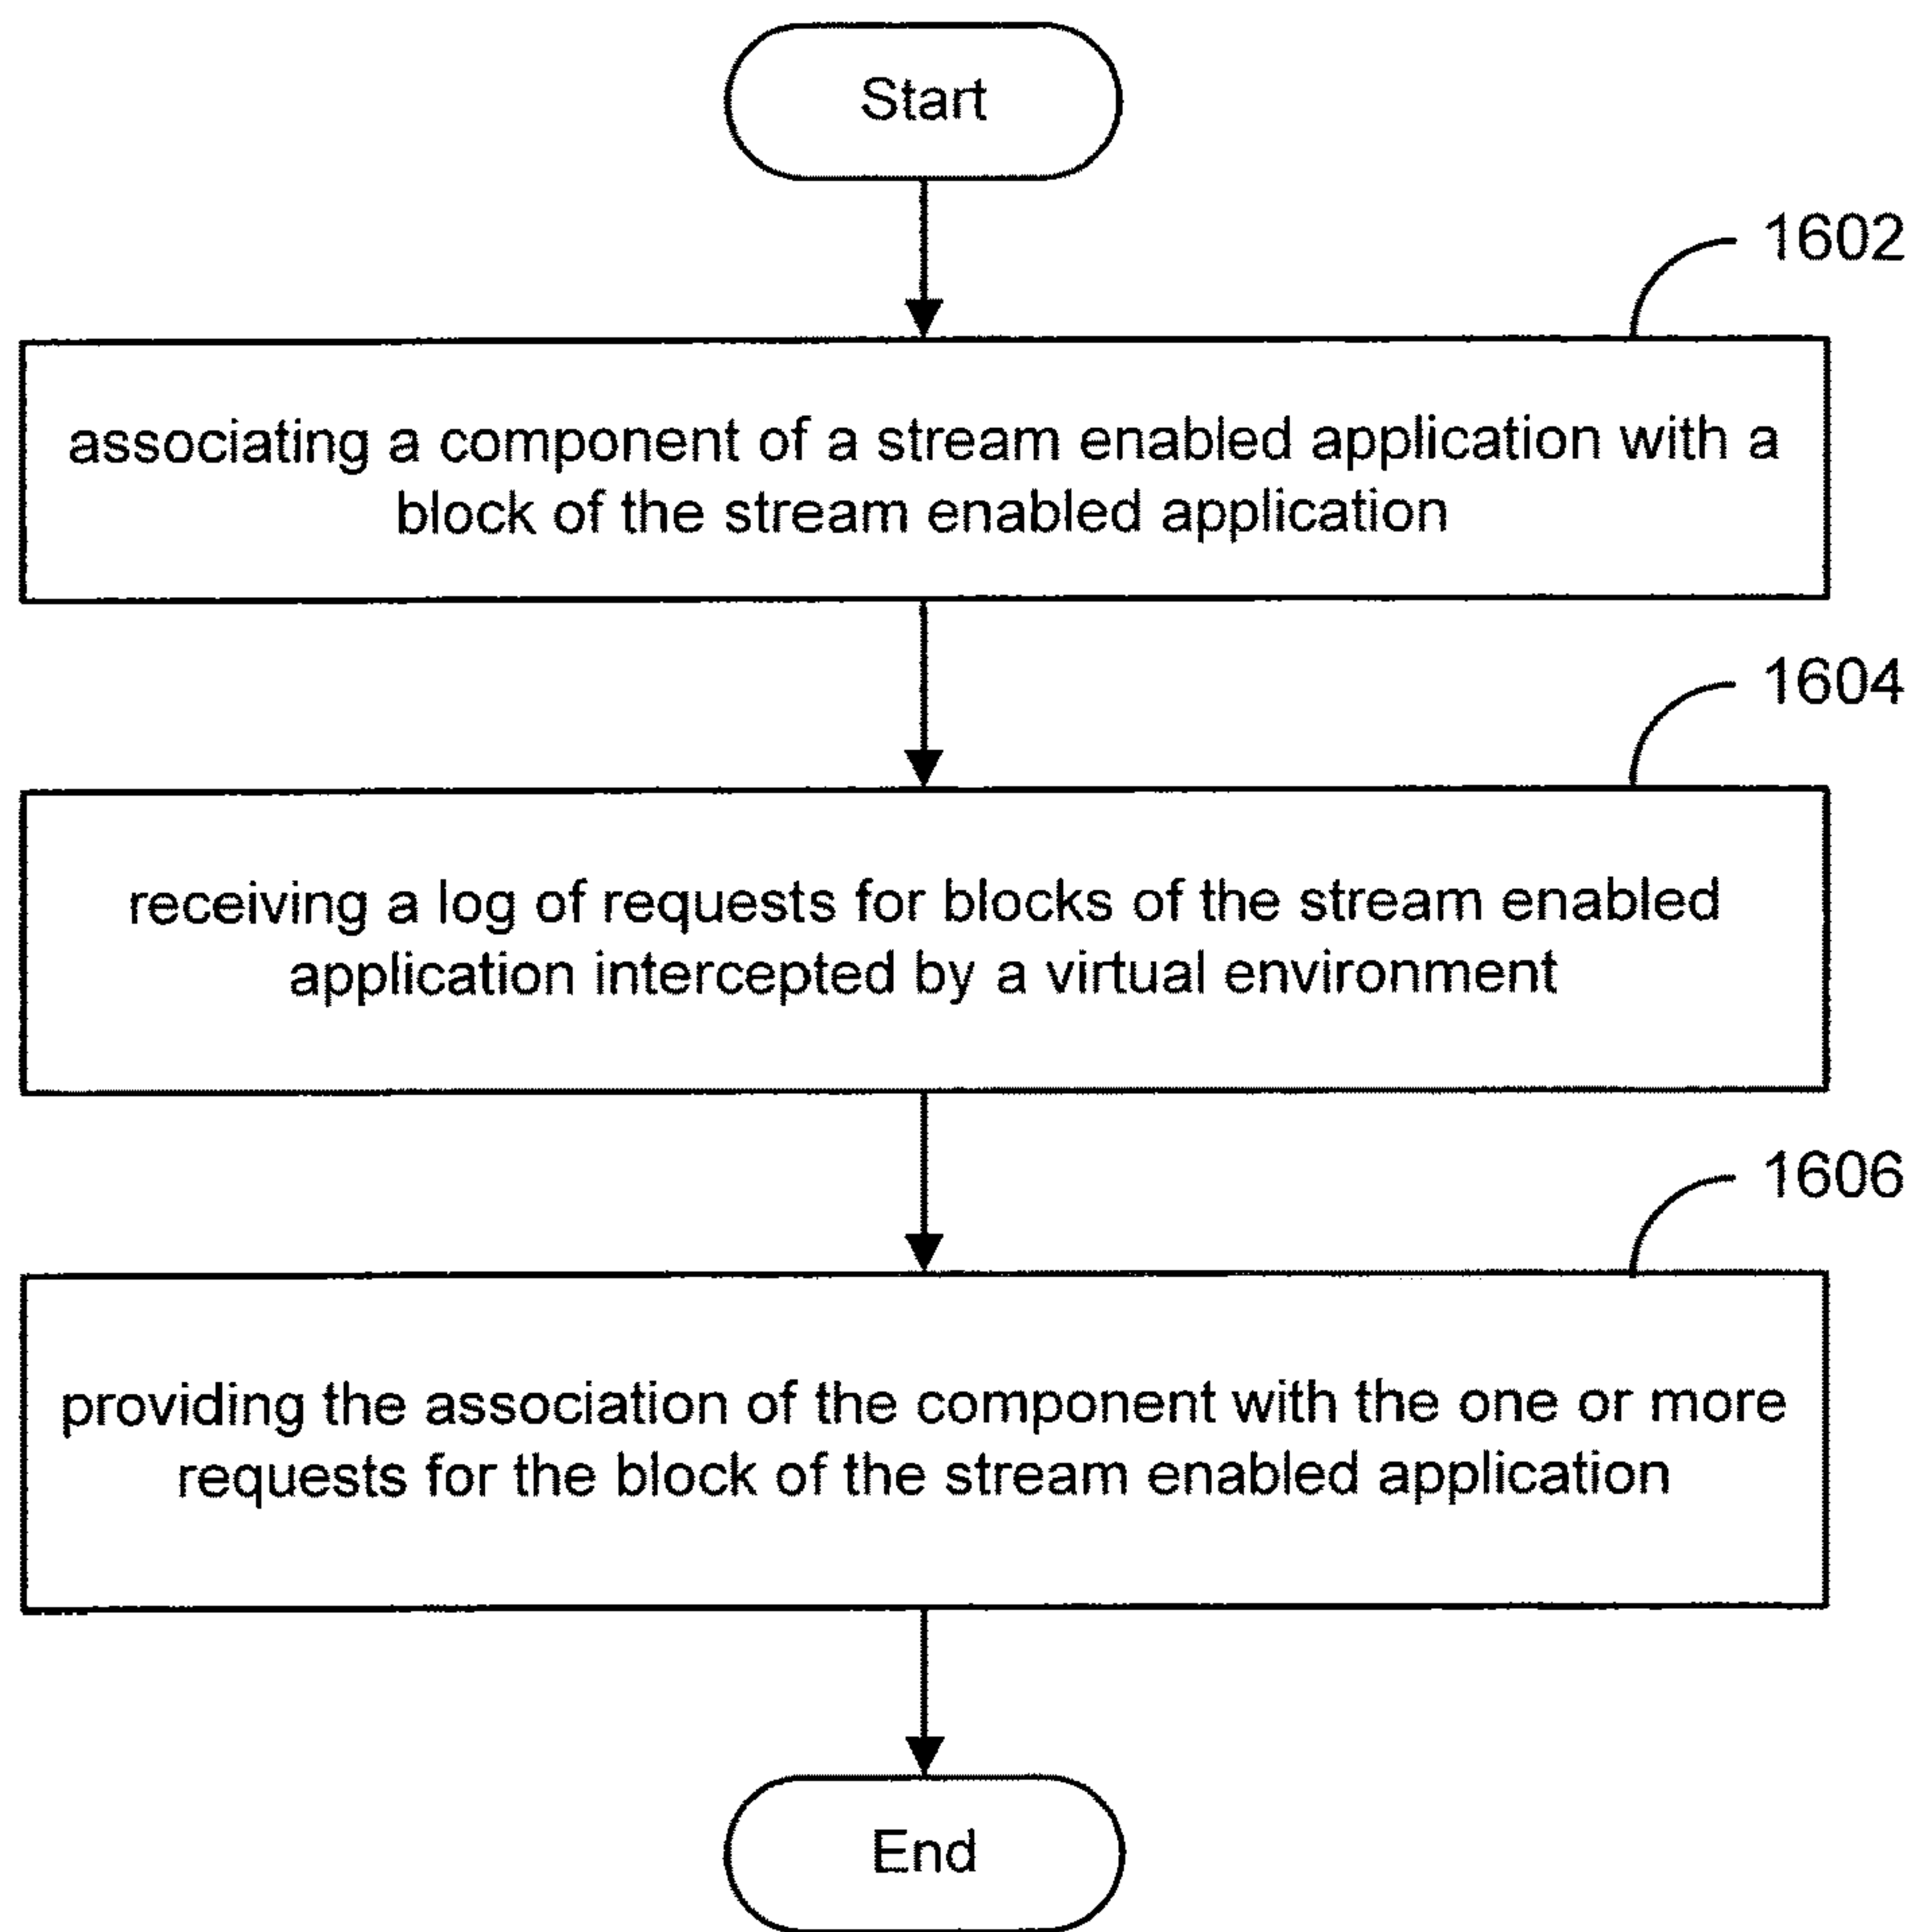 Start
1602
associating a component of a stream enabled application with a
block of the stream enabled application
1604
receiving a log of requests for blocks of the stream enabled
application intercepted by a virtual environment
1606
providing the association of the component with the one or more
requests for the block of the stream enabled application
End